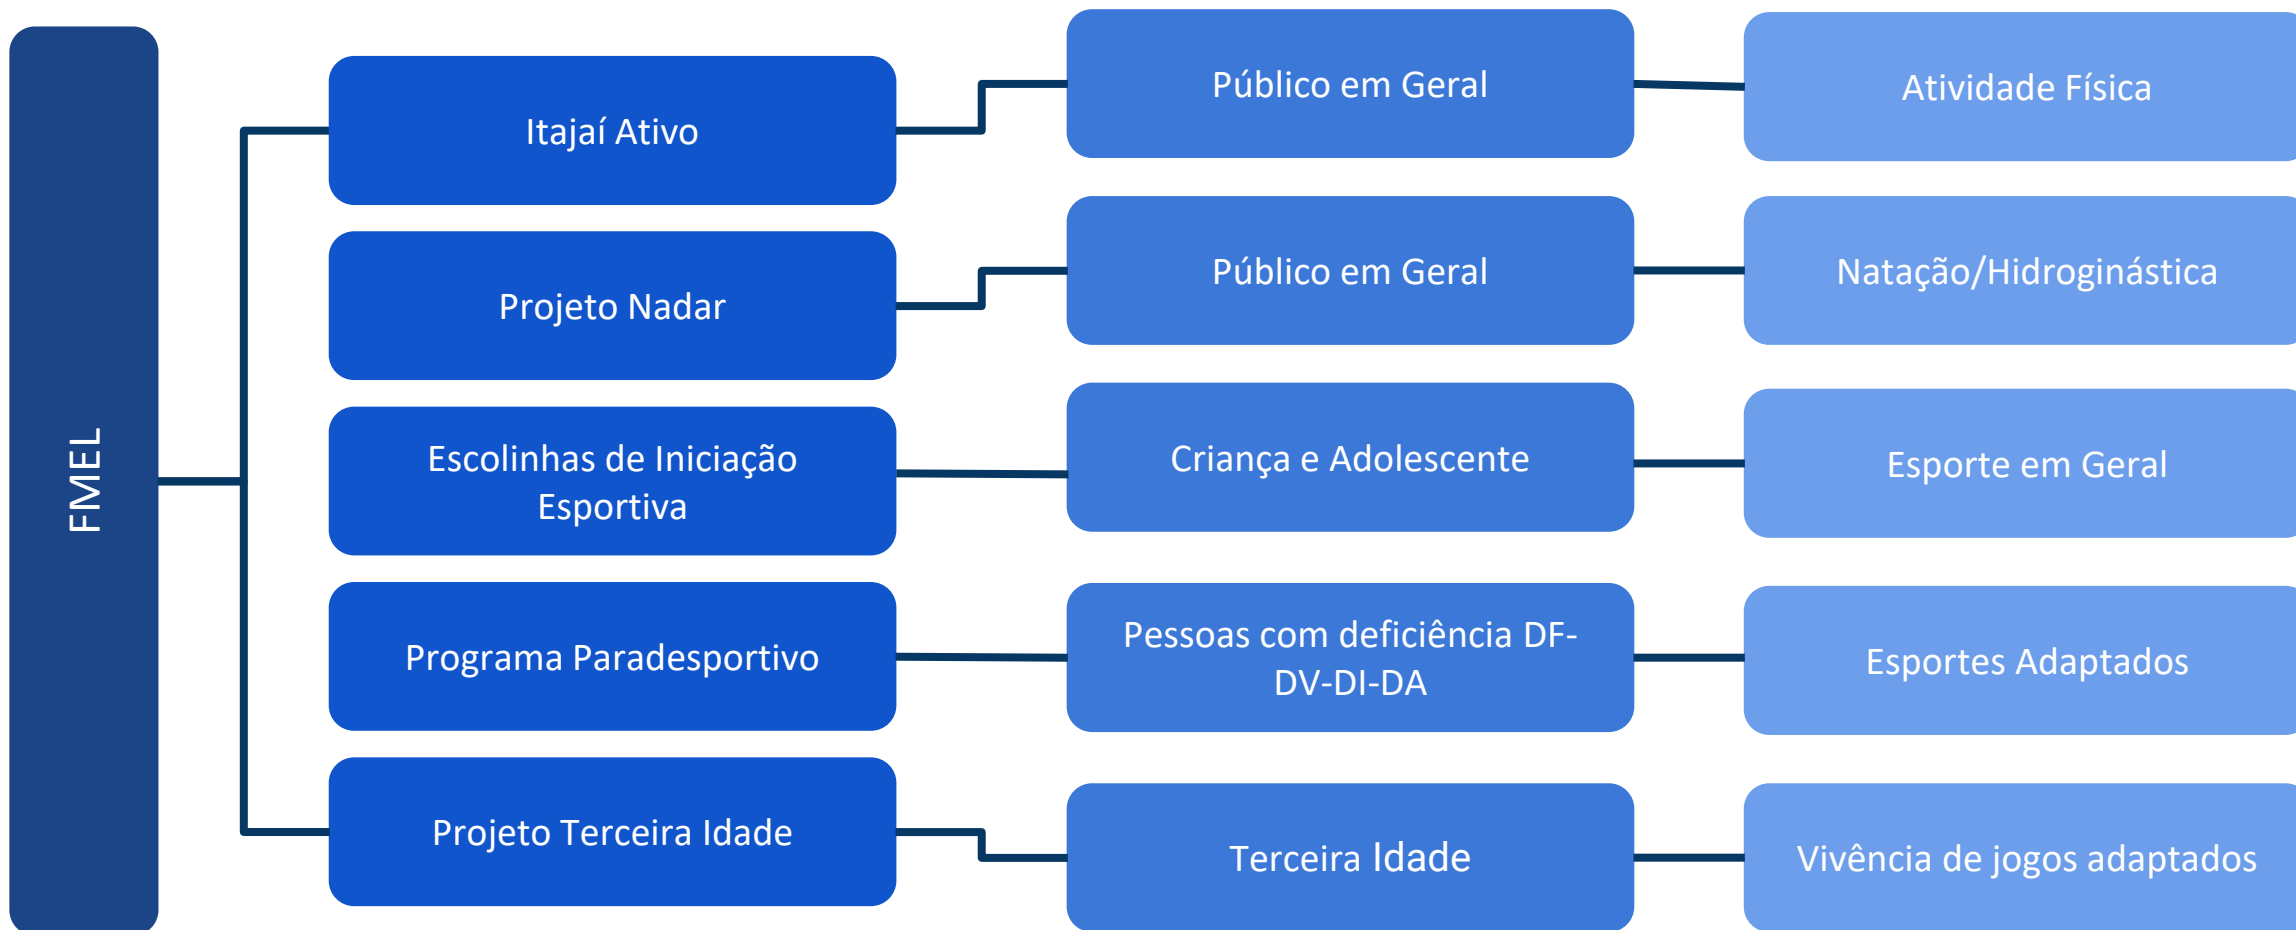 FMEL
Itajaí Ativo
Público em Geral
Atividade Física
Projeto Nadar
Público em Geral
Natação/Hidroginástica
Escolinhas de Iniciação
Esportiva
Criança e Adolescente
Esporte em Geral
Programa Paradesportivo
Pessoas com deficiência DF-
DV-DI-DA
Esportes Adaptados
Projeto Terceira Idade
Terceira Idade
Vivência de jogos adaptados